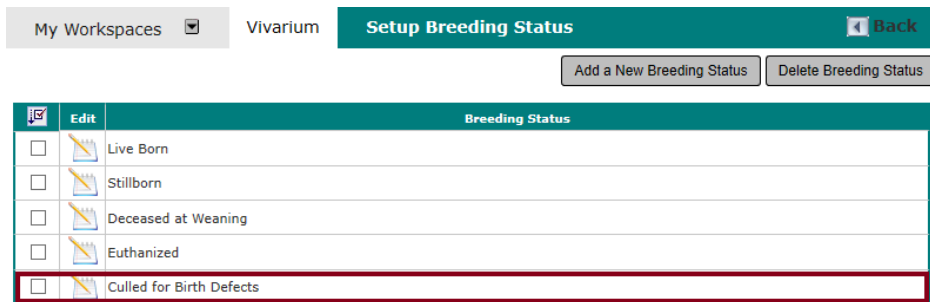 My Workspaces Vivarium Setup Breeding Status Back
Add a New Breeding Status Delete Breeding Status
Edit Breeding Status
Live Born
Stillborn
Deceased at Weaning
Euthanized
Culled for Birth Defects